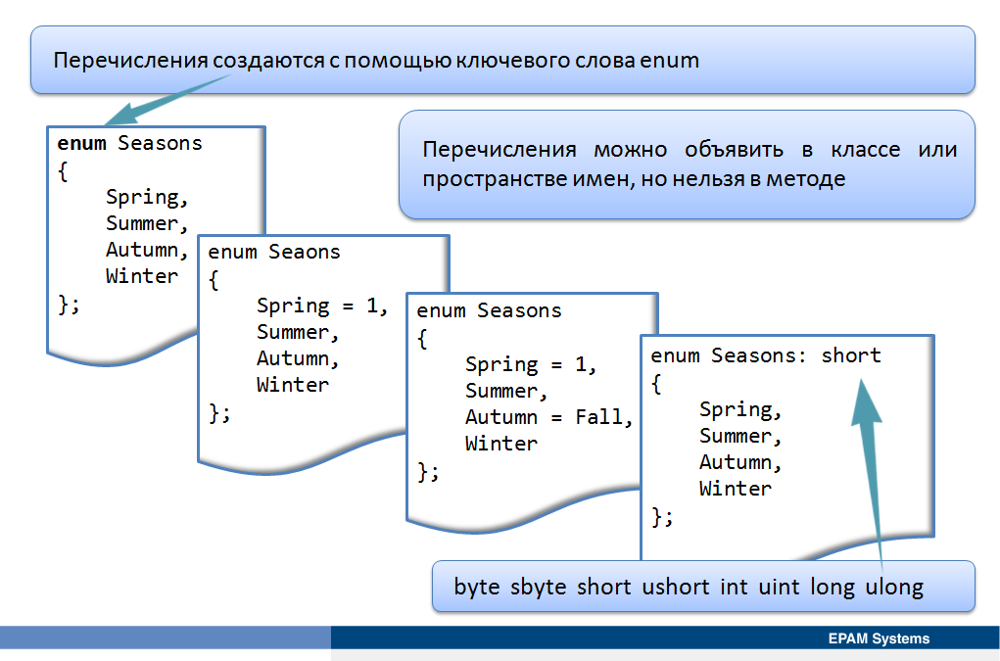 Перечисления создаются с помощью ключевого слова enum
enum Seasons
{
Spring,
Summer,
Autumn,
Winter
};
Перечисления можно объявить в классе или
пространстве имен, но нельзя в методе
enum Seaons
{
Spring = 1,
Summer,
Autumn,
Winter
};
enum Seasons
{
Spring = 1,
Summer,
Autumn = Fall,
Winter
};
enum Seasons: short
{
Spring,
Summer,
Autumn,
Winter
};
byte sbyte short ushort int uint long ulong
EPAM Systems